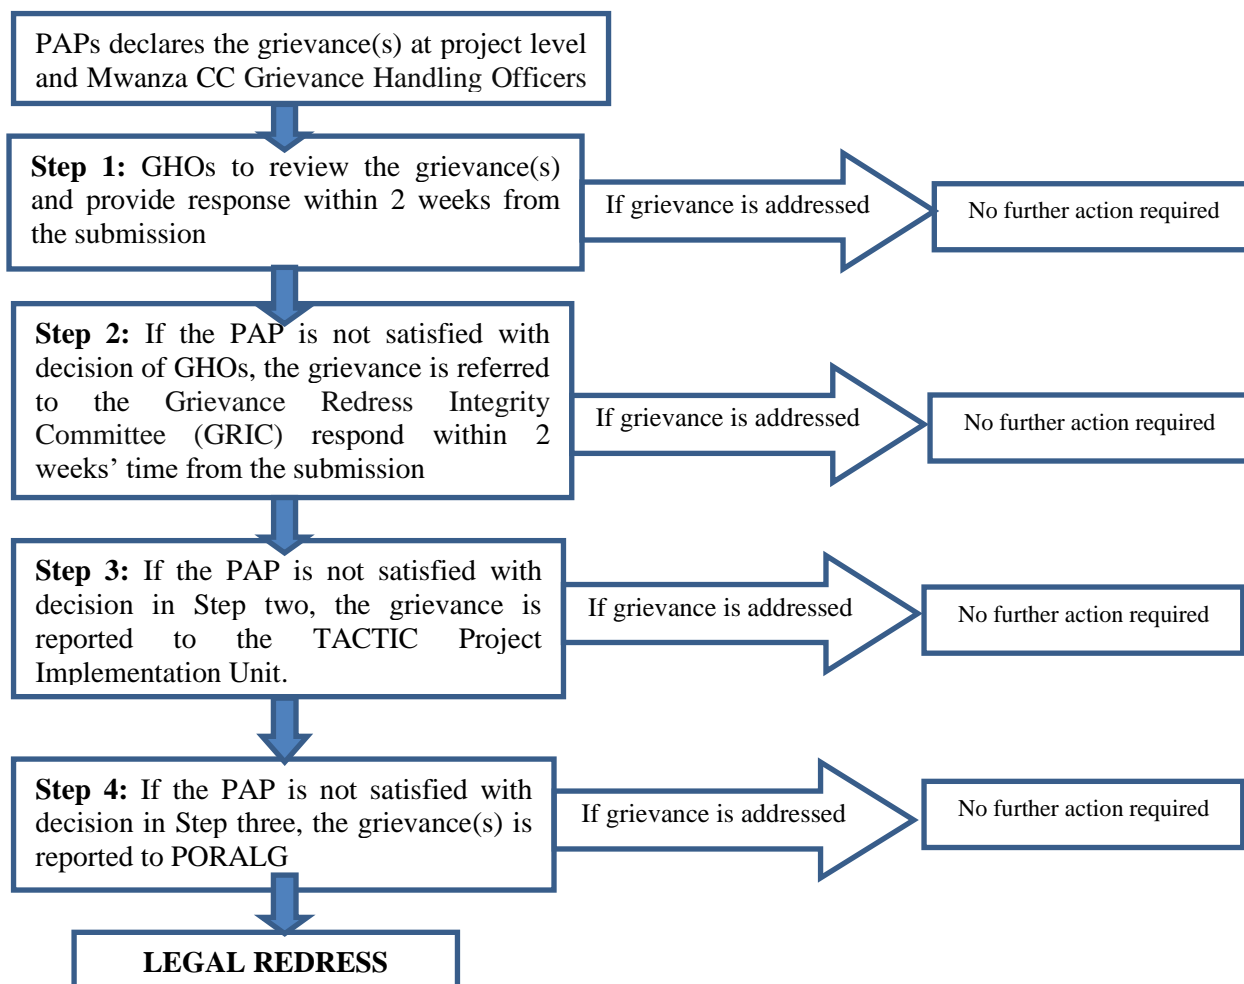 PAPs declares the grievance(s) at project level
and Mwanza CC Grievance Handling Officers
Step 1: GHOs to review the grievance(s)
and provide response within 2 weeks from
the submission
If grievance is addressed
No further action required
Step 2: If the PAP is not satisfied with
decision of GHOs, the grievance is referred
to the Grievance Redress Integrity
Committee (GRIC) respond within 2
weeks’ time from the submission
If grievance is addressed
No further action required
Step 3: If the PAP is not satisfied with
decision in Step two, the grievance is
reported to the TACTIC Project
Implementation Unit.
If grievance is addressed
No further action required
Step 4: If the PAP is not satisfied with
decision in Step three, the grievance(s) is
reported to PORALG
If grievance is addressed
No further action required
LEGAL REDRESS